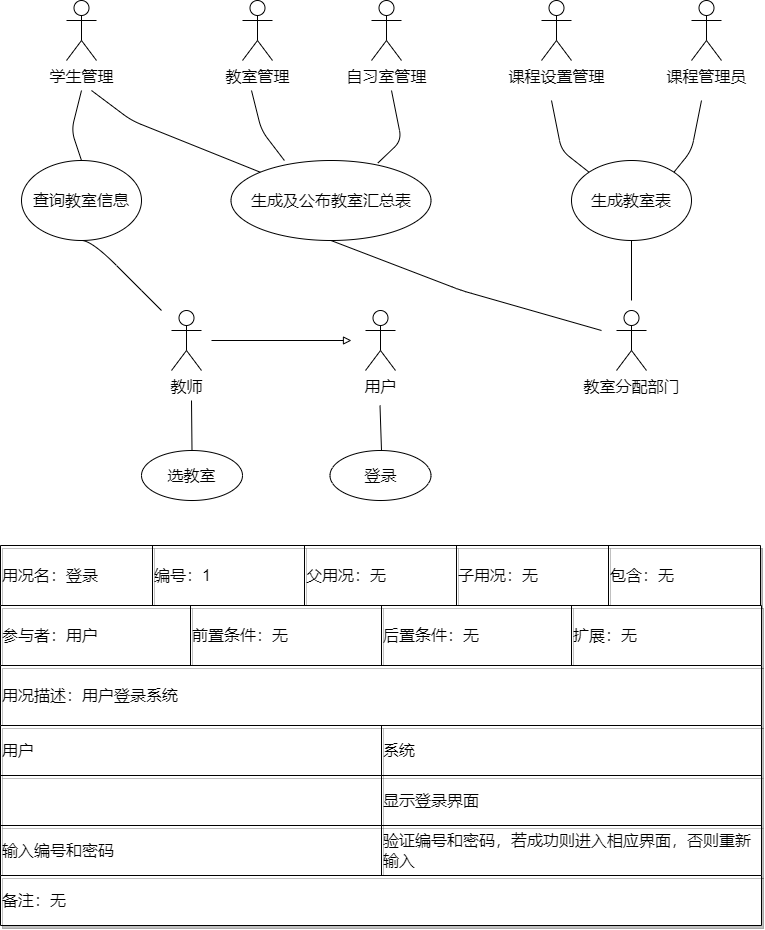 学生管理
教室管理
自习室管理
课程设置管理
课程管理员
查询教室信息
生成及公布教室汇总表
生成教室表
教师
用户
教室分配部门
选教室
登录
用况名：登录
编号：1
父用况：无
子用况：无
包含：无
参与者：用户
前置条件：无
后置条件：无
扩展：无
用况描述：用户登录系统
用户
系统
显示登录界面
输入编号和密码
验证编号和密码，若成功则进入相应界面，否则重新
输入
备注：无